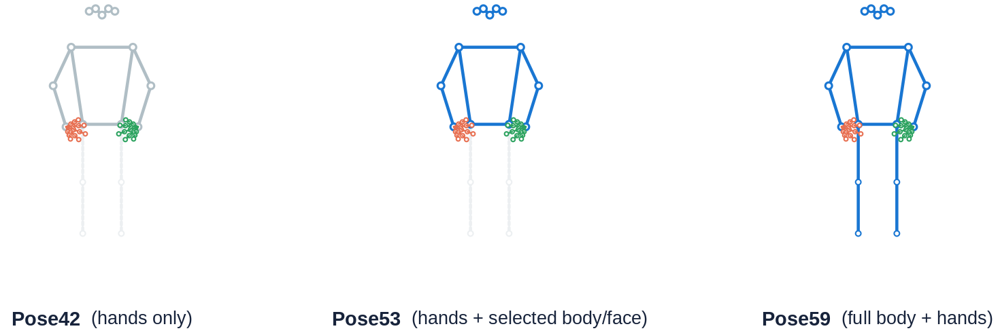 Pose42 (hands only)
Pose53 (hands + selected body/face)
Pose59 (full body + hands)